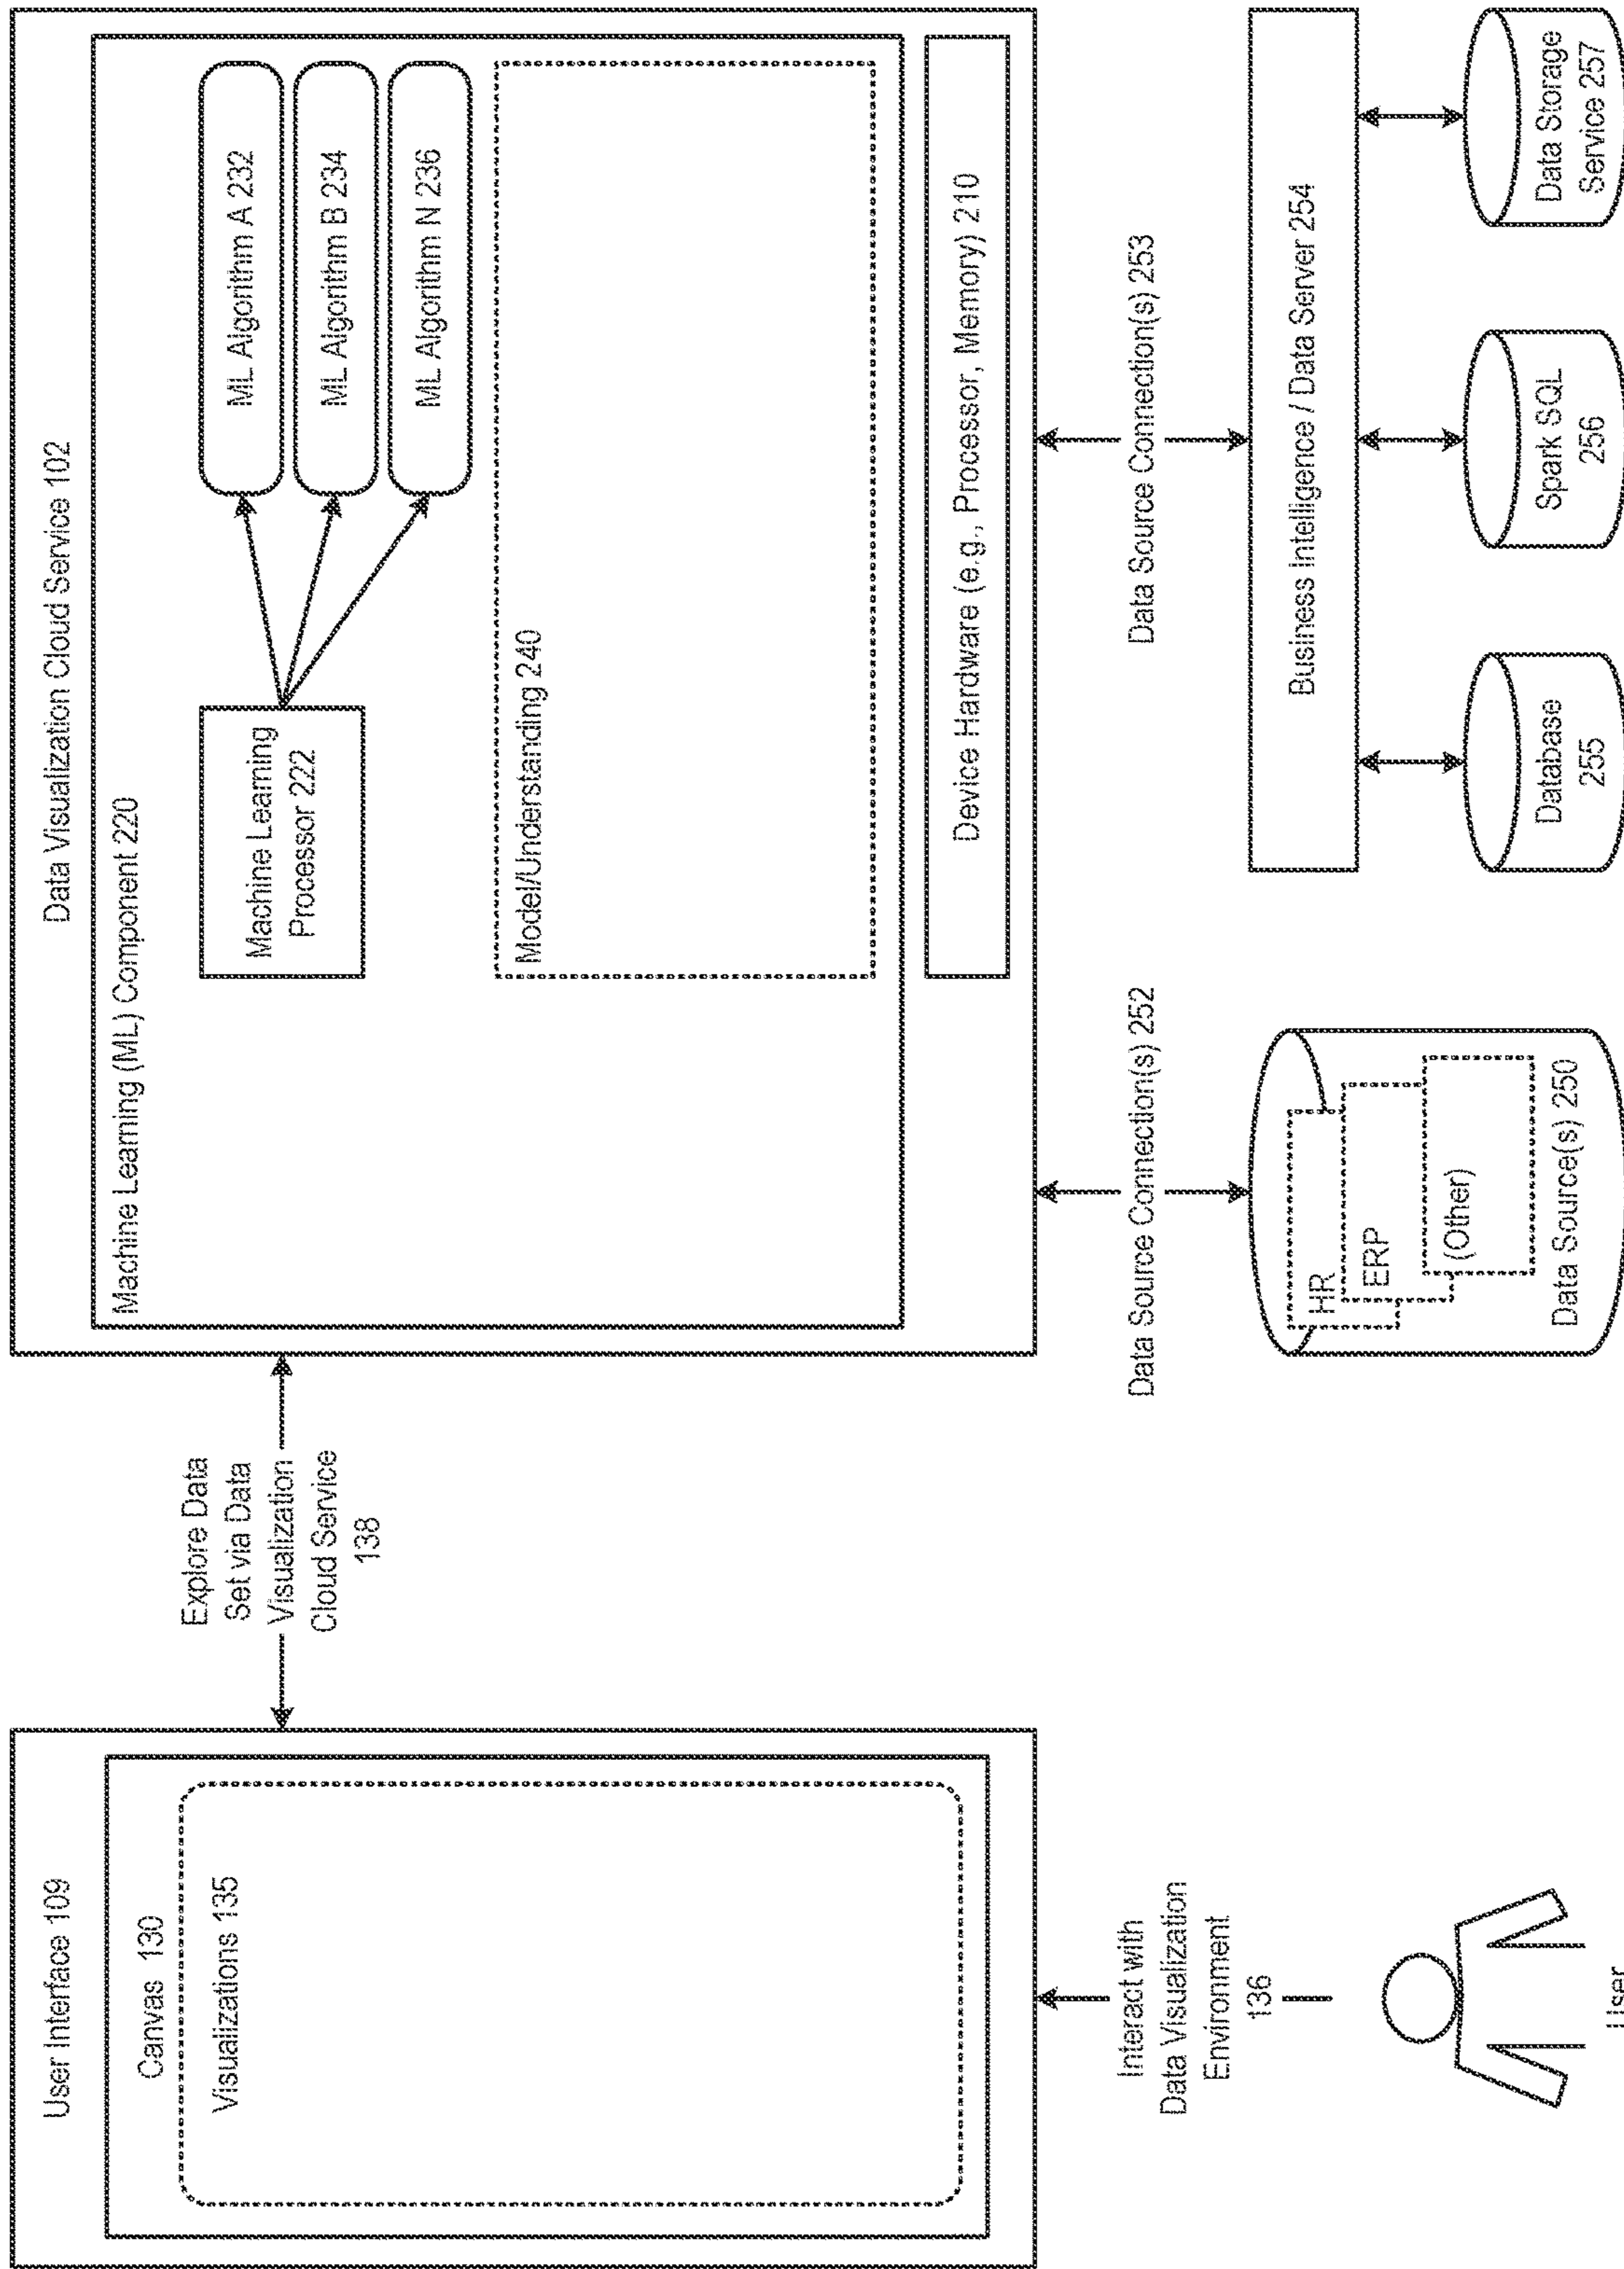 User Interface 109
Canvas 130
Visualizations 135
Interact with
Data Visualization
Environment
136
User
Explore Data
Set via Data
Visualization
Cloud Service
138
Data Visualization Cloud Service 102
Machine Learning (ML) Component 220
Machine Learning
Processor 222
ML Algorithm A 232
ML Algorithm B 234
ML Algorithm N 236
Model/Understanding 240
Device Hardware (e.g., Processor, Memory) 210
Data Source Connection(s) 252
Data Source Connection(s) 253
HR
ERP
(Other)
Data Source(s) 250
Business Intelligence / Data Server 254
Database
255
Spark SQL
256
Data Storage
Service 257